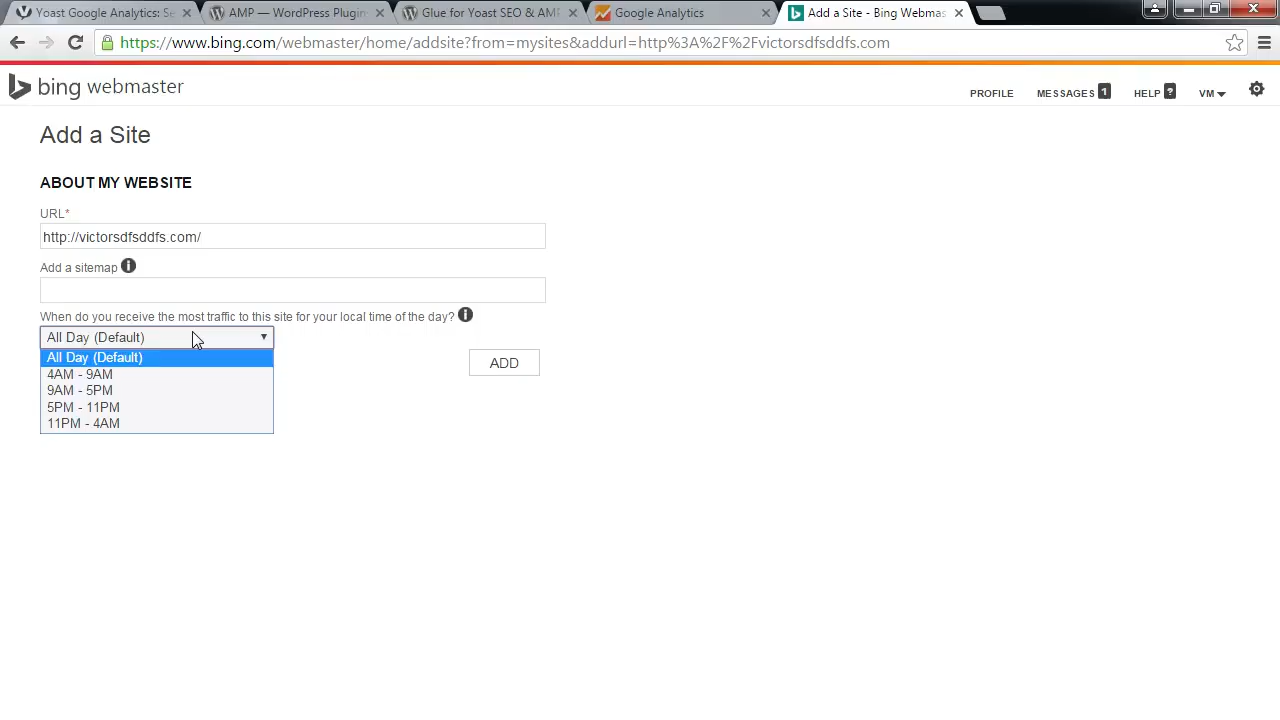 Yoast Google Analytics: Se
AMP — WordPress Plugin
Glue for Yoast SEO & AMP
Google Analytics
Add a Site - Bing Webmas
https://www.bing.com/webmaster/home/addsite?from=mysites&addurl=http%3A%2F%2Fvictorsdfsddfs.com
bing webmaster
PROFILE
MESSAGES 1
HELP ?
VM
Add a Site
ABOUT MY WEBSITE
URL*
http://victorsdfsddfs.com/
Add a sitemap
When do you receive the most traffic to this site for your local time of the day?
All Day (Default)
All Day (Default)
4AM - 9AM
9AM - 5PM
5PM - 11PM
11PM - 4AM
ADD